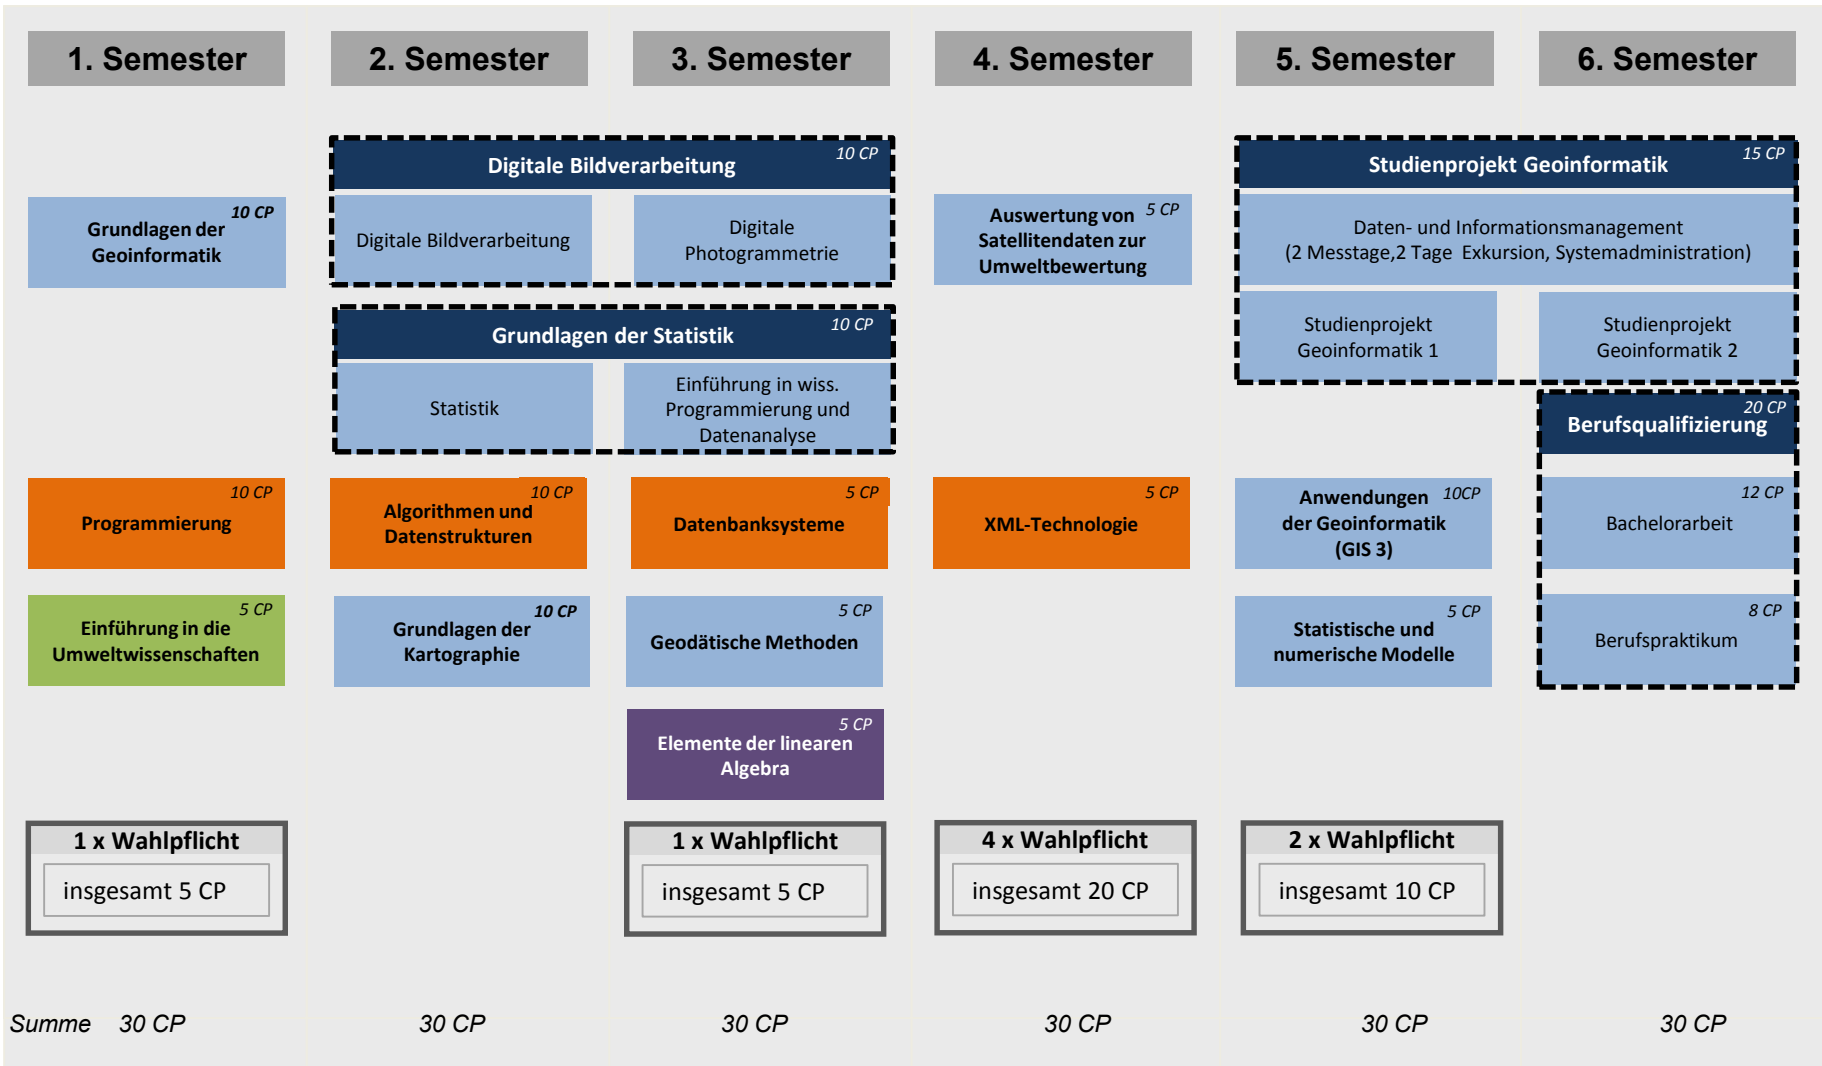 1. Semester
2. Semester
3. Semester
4. Semester
5. Semester
6. Semester
10 CP
Grundlagen der
Geoinformatik
10 CP
Digitale Bildverarbeitung
Digitale Bildverarbeitung
Digitale
Photogrammetrie
5 CP
Auswertung von
Satellitendaten zur
Umweltbewertung
15 CP
Studienprojekt Geoinformatik
Daten- und Informationsmanagement
(2 Messtage,2 Tage Exkursion, Systemadministration)
Studienprojekt
Geoinformatik 1
Studienprojekt
Geoinformatik 2
10 CP
Grundlagen der Statistik
Statistik
Einführung in wiss.
Programmierung und
Datenanalyse
20 CP
Berufsqualifizierung
10 CP
Programmierung
10 CP
Algorithmen und
Datenstrukturen
5 CP
Datenbanksysteme
5 CP
XML-Technologie
10CP
Anwendungen
der Geoinformatik
(GIS 3)
12 CP
Bachelorarbeit
5 CP
Einführung in die
Umweltwissenschaften
10 CP
Grundlagen der
Kartographie
5 CP
Geodätische Methoden
5 CP
Statistische und
numerische Modelle
8 CP
Berufspraktikum
5 CP
Elemente der linearen
Algebra
1 x Wahlpflicht
insgesamt 5 CP
1 x Wahlpflicht
insgesamt 5 CP
4 x Wahlpflicht
insgesamt 20 CP
2 x Wahlpflicht
insgesamt 10 CP
Summe 30 CP 30 CP 30 CP 30 CP 30 CP 30 CP